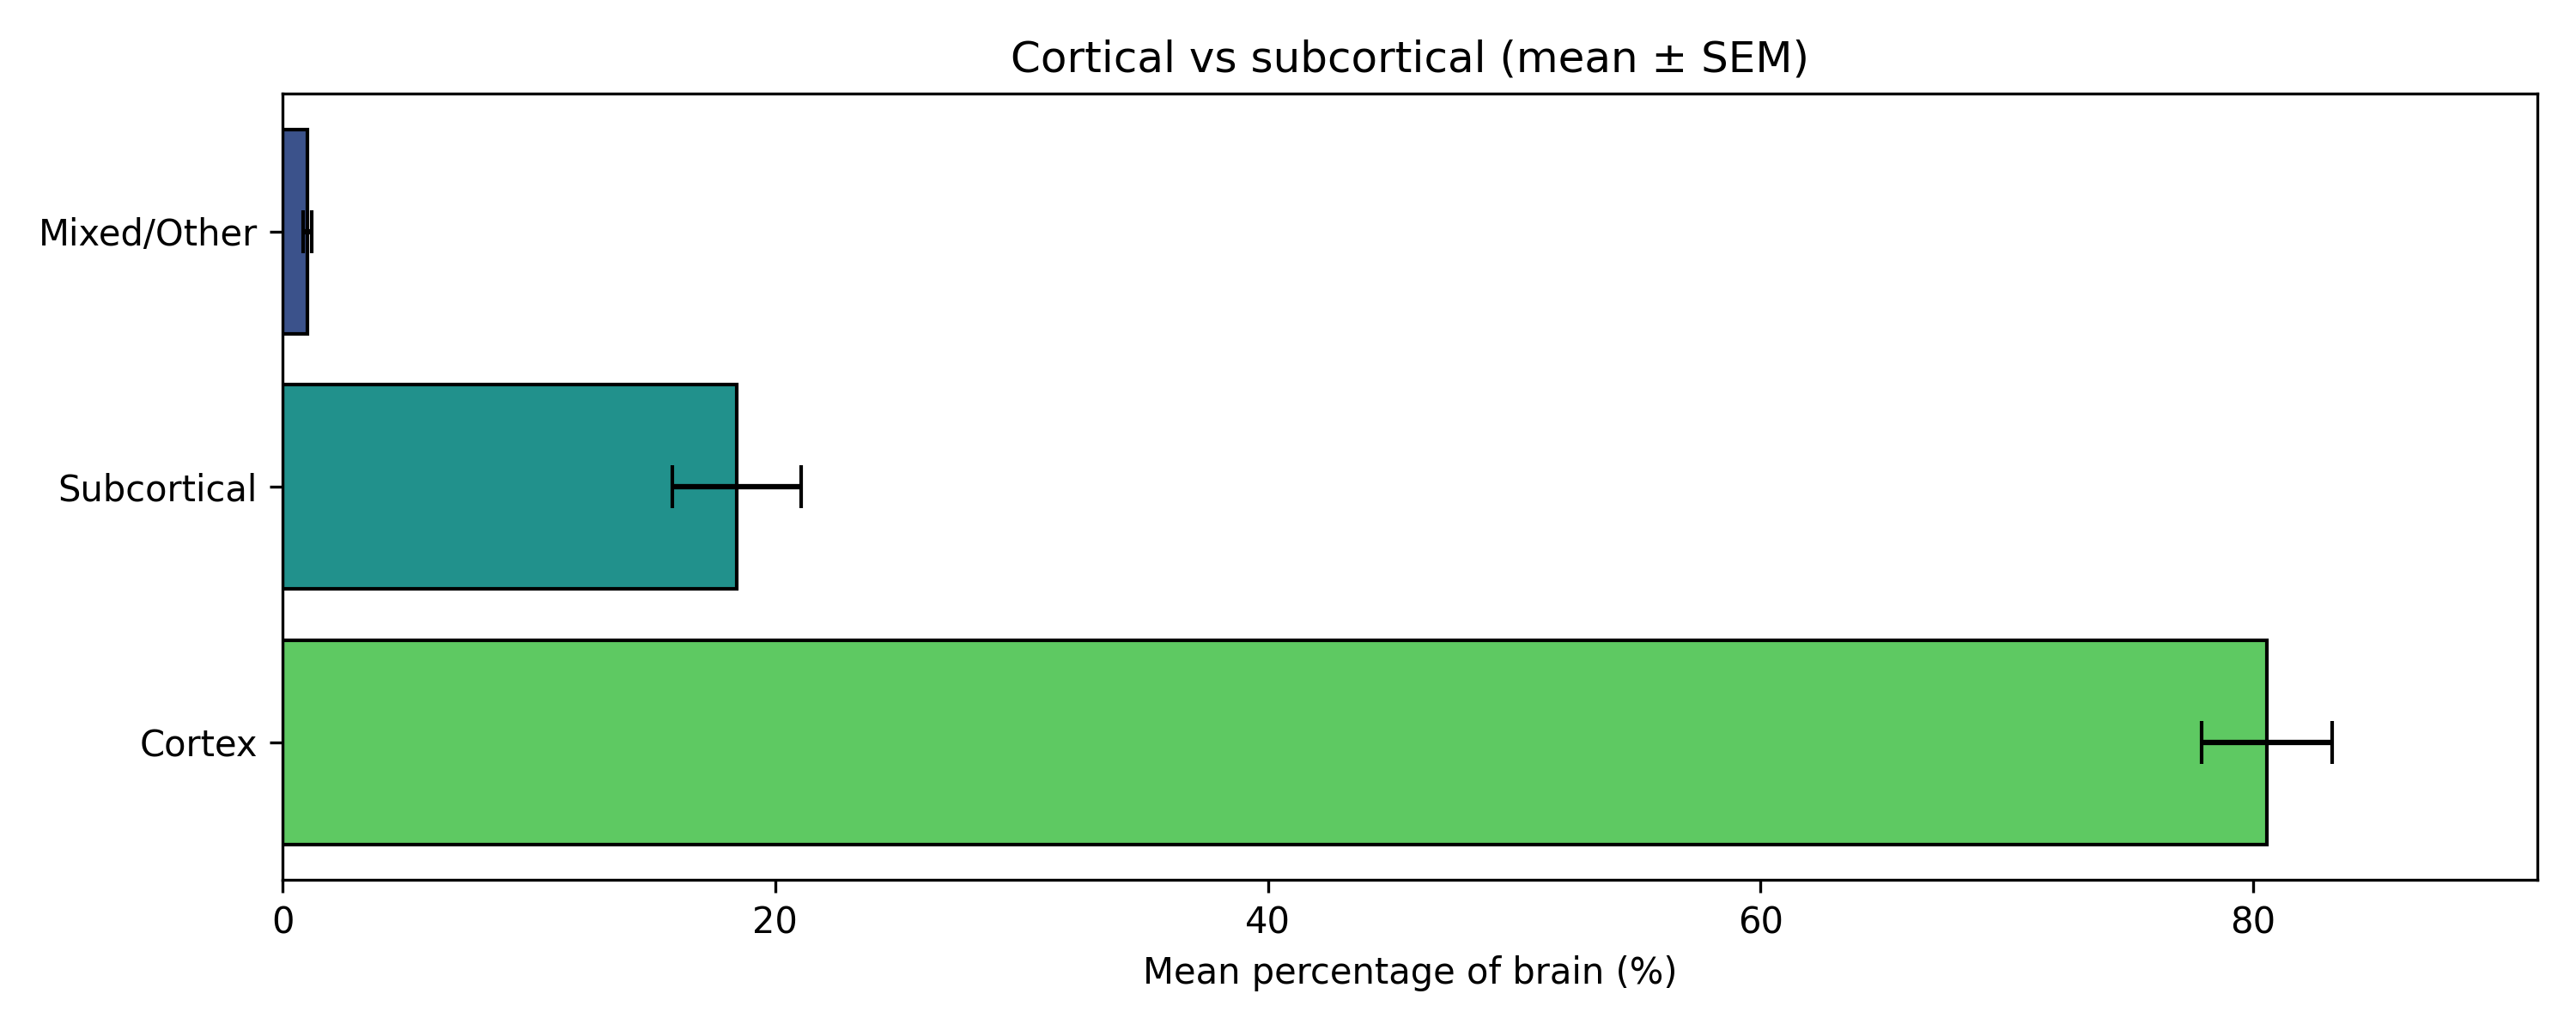 Cortical vs subcortical (mean ± SEM)
Mixed/Other
Subcortical
Cortex
0 20 40 60 80
Mean percentage of brain (%)